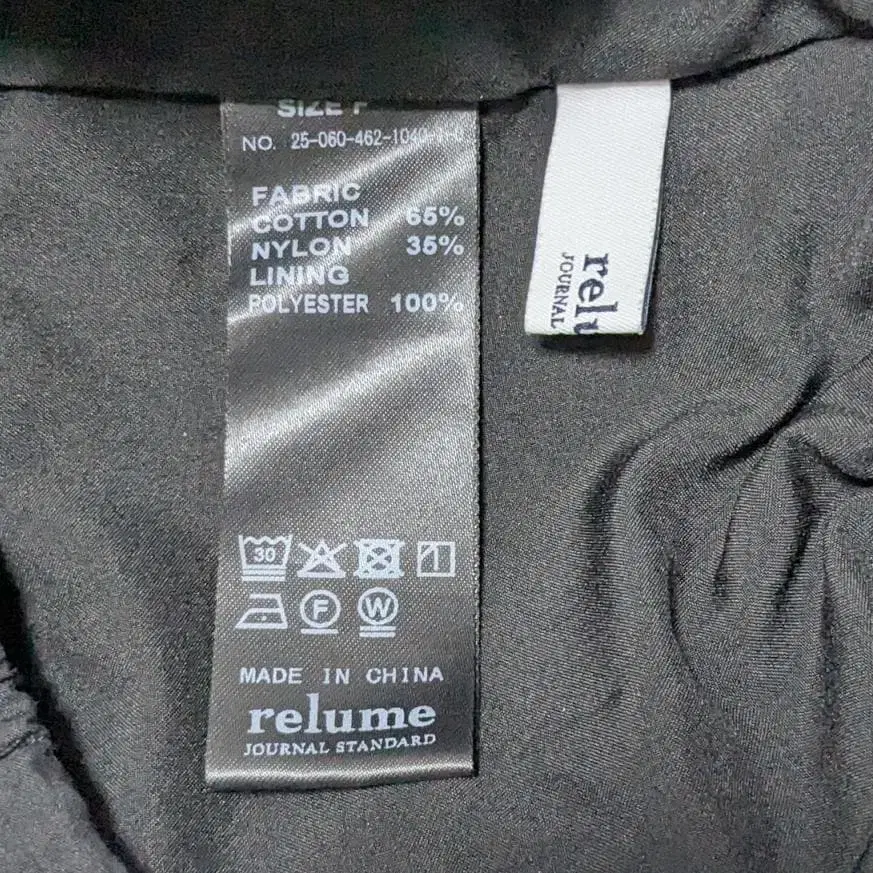 SIZE F
NO. 25-060-462-1040-1-0
FABRIC
COTTON 65%
NYLON 35%
LINING
POLYESTER 100%
30
F
W
MADE IN CHINA
relume
JOURNAL STANDARD
relu
JOURNAL